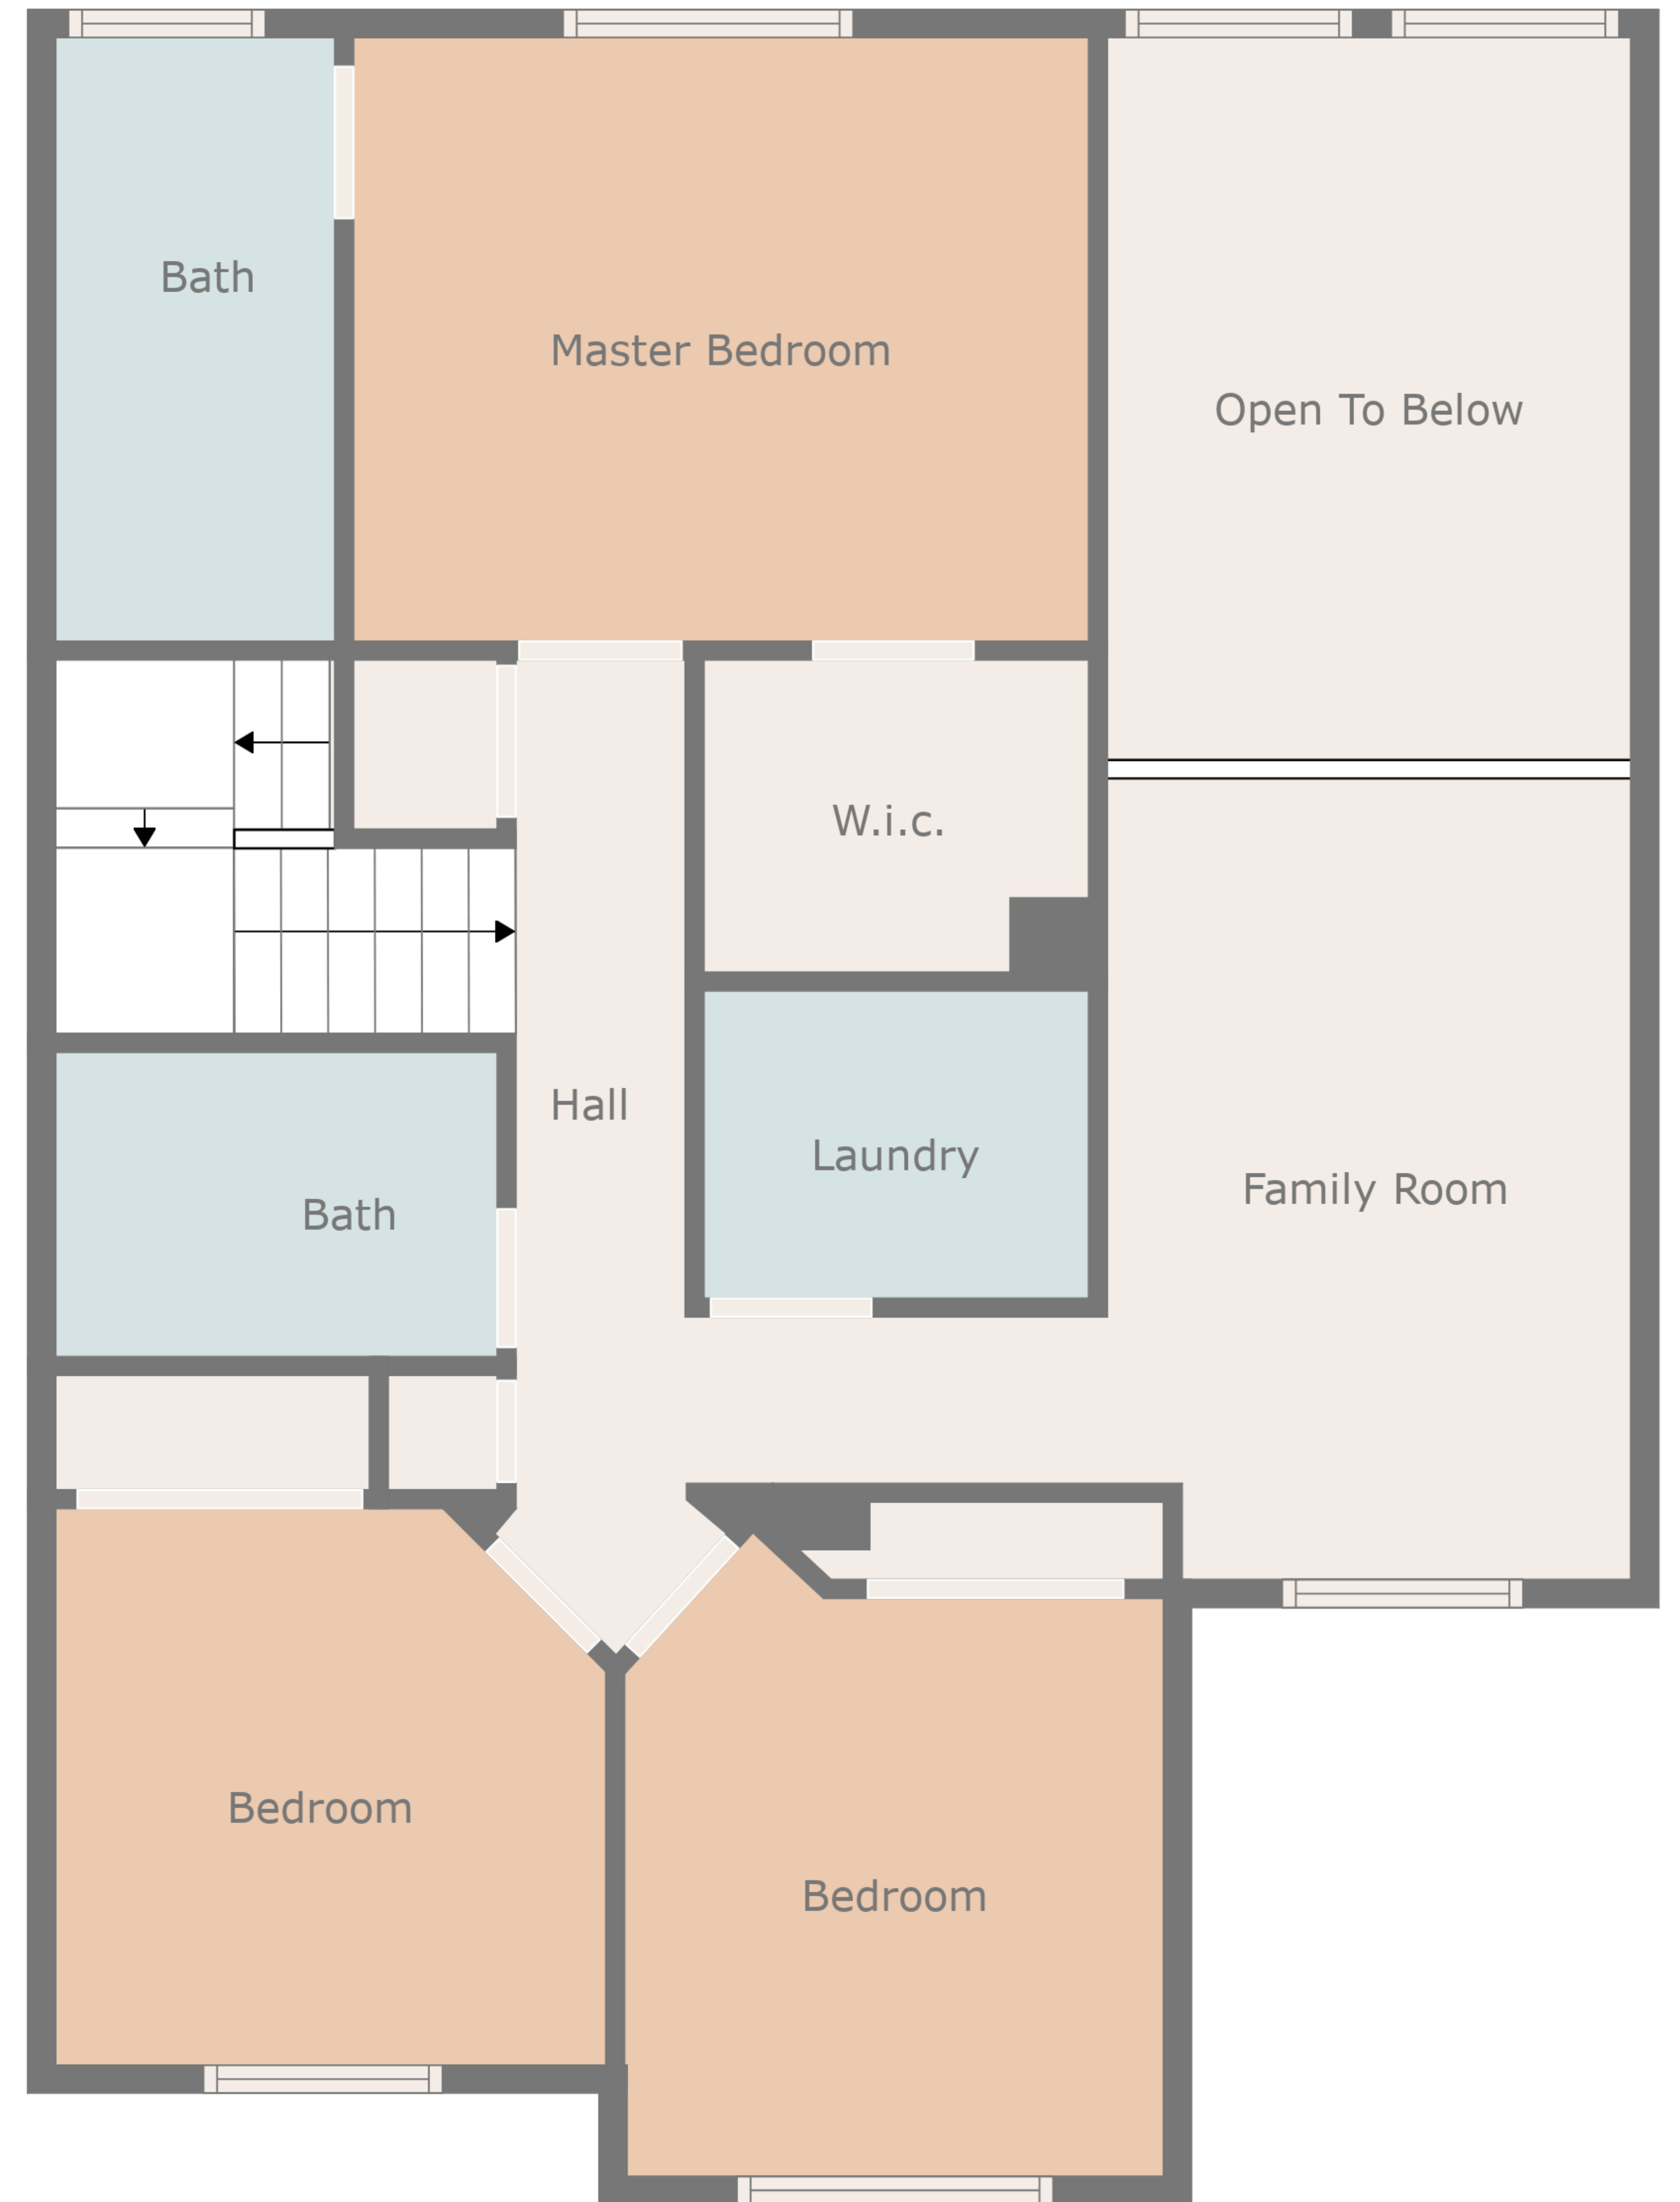 Bath
Master Bedroom
Open To Below
W.i.c.
Hall
Laundry
Family Room
Bath
Bedroom
Bedroom